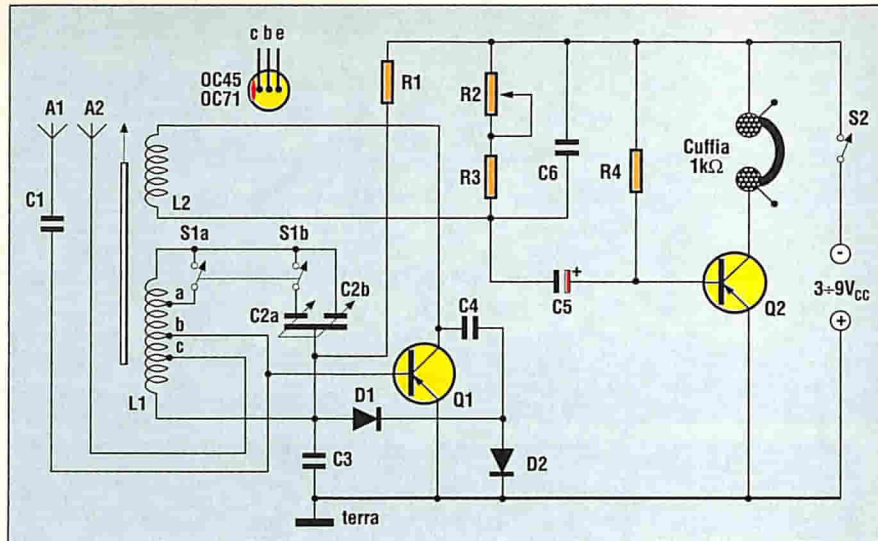 c b e
OC45
OC71
A1
A2
C1
L2
S1a
S1b
a
b
c
C2a
C2b
L1
R1
R2
R3
C6
R4
Cuffia
1kΩ
S2
-
3÷9Vcc
+
C5
+
Q2
C4
Q1
D1
D2
C3
terra